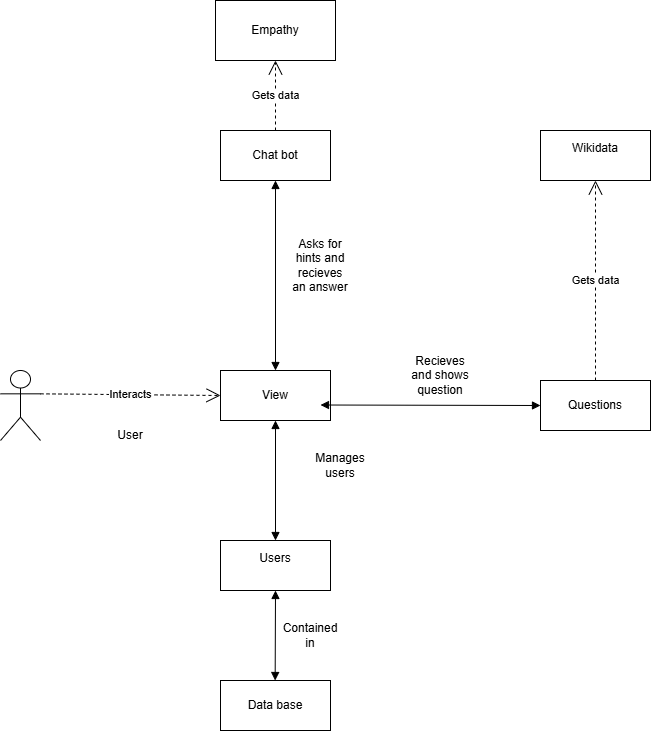 Empathy
Gets data
Chat bot
Wikidata
Asks for
hints and
recieves
an answer
Gets data
Recieves
and shows
question
Interacts
View
Questions
User
Manages
users
Users
Contained
in
Data base